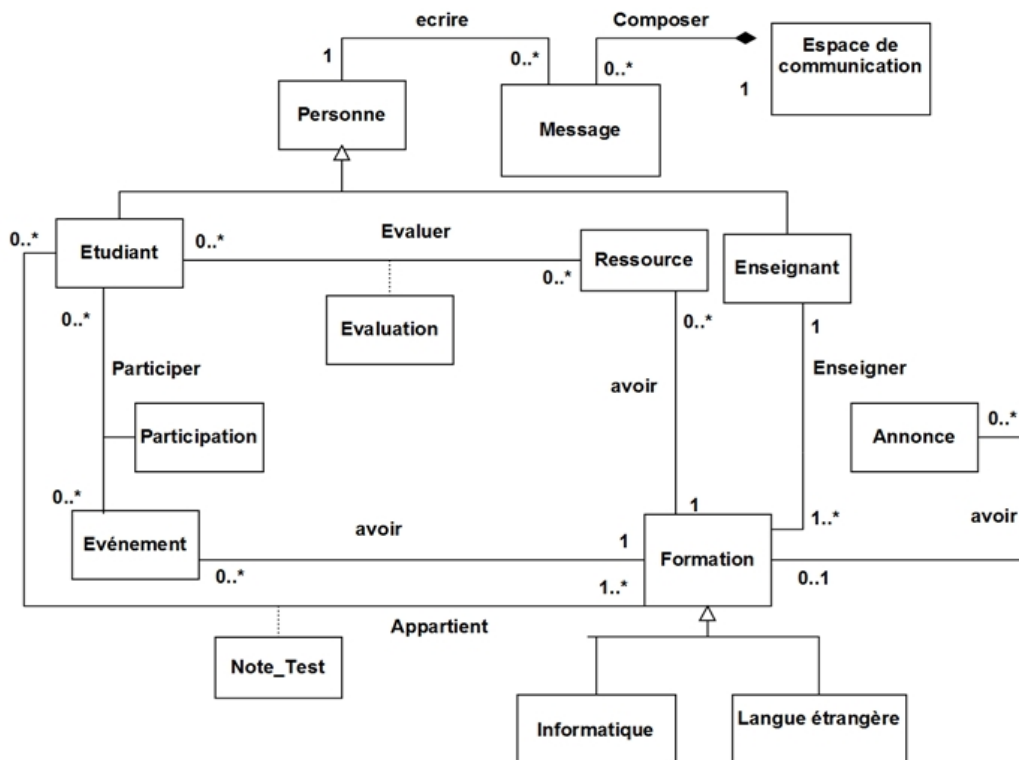 ecrire
Composer
1
0..*
0..*
1
Espace de
communication
Personne
Message
0..*
Etudiant
0..*
Evaluer
0..*
Ressource
Enseignant
Evaluation
0..*
0..*
1
Participer
avoir
Enseigner
Participation
Annonce
0..*
0..*
Evénement
avoir
0..*
1
1
1..*
avoir
Formation
0..1
1..*
Appartient
Note_Test
Informatique
Langue étrangère